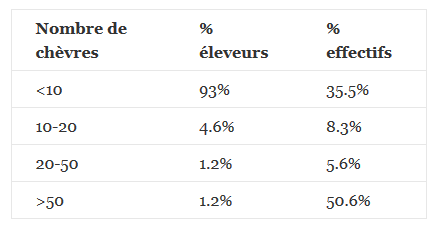 Nombre de % %
chèvres éleveurs effectifs
<10 93% 35.5%
10-20 4.6% 8.3%
20-50 1.2% 5.6%
>50 1.2% 50.6%